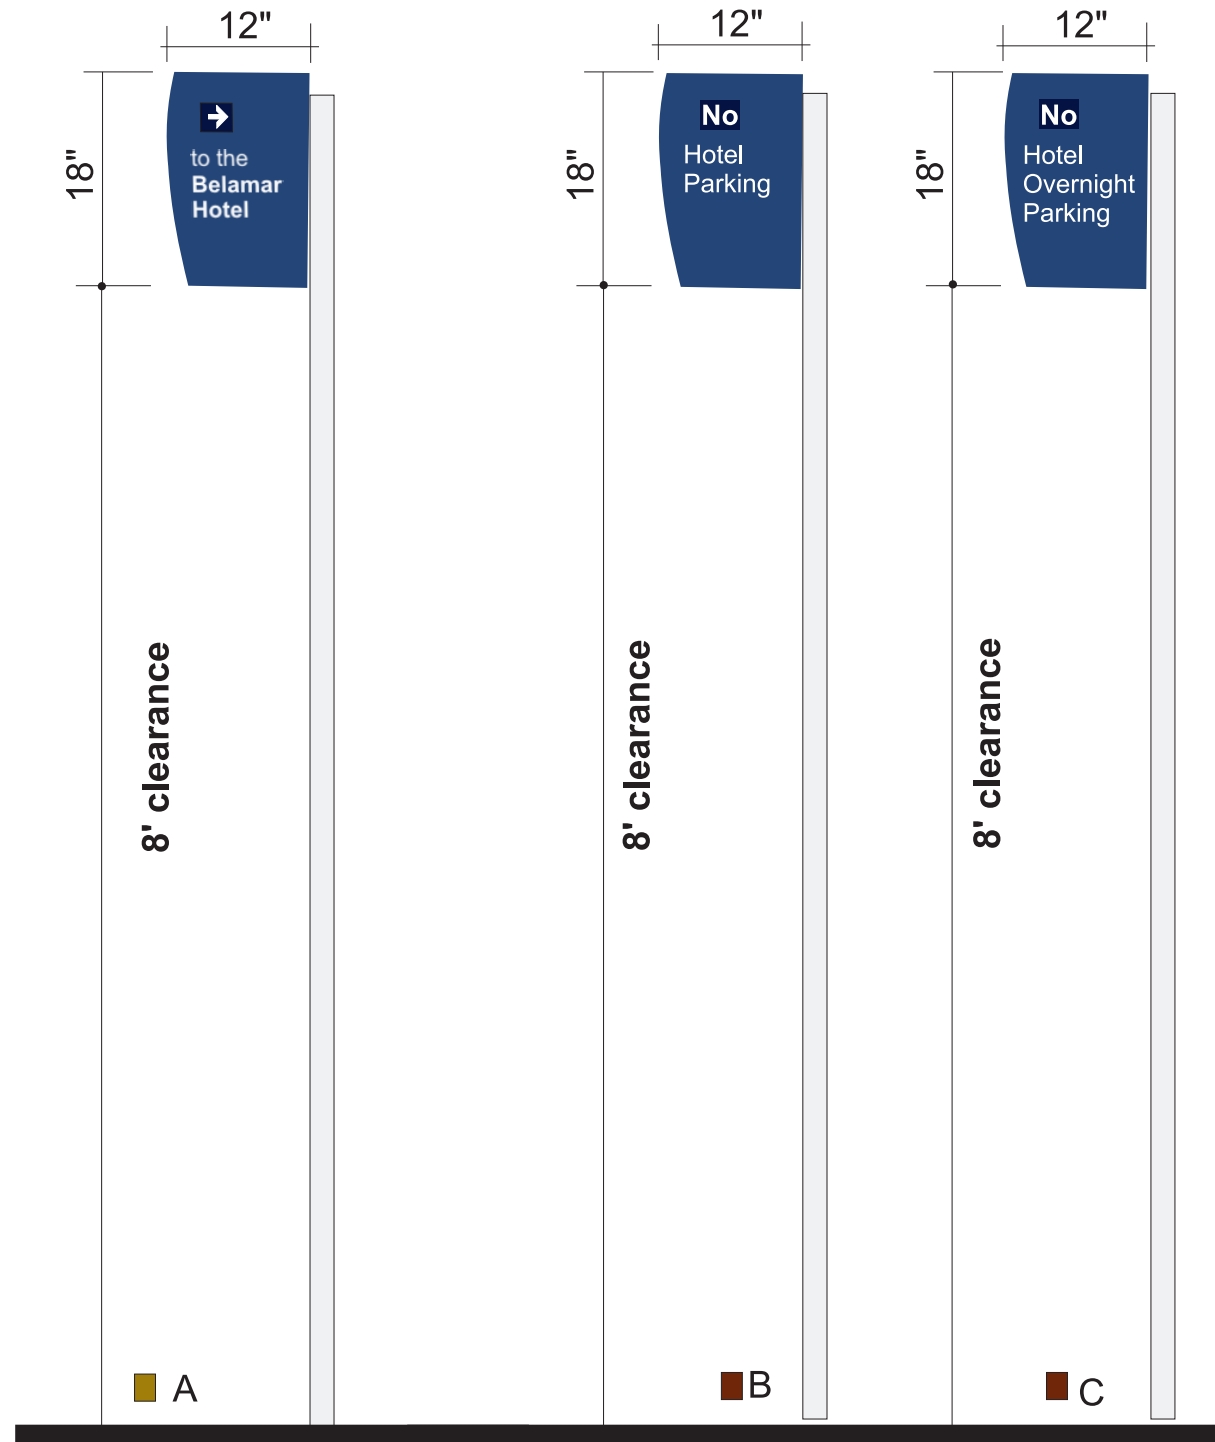 12"
18"
to the
Belamar
Hotel
8' clearance
A
12"
18"
No
Hotel
Parking
8' clearance
B
12"
18"
No
Hotel
Overnight
Parking
8' clearance
C